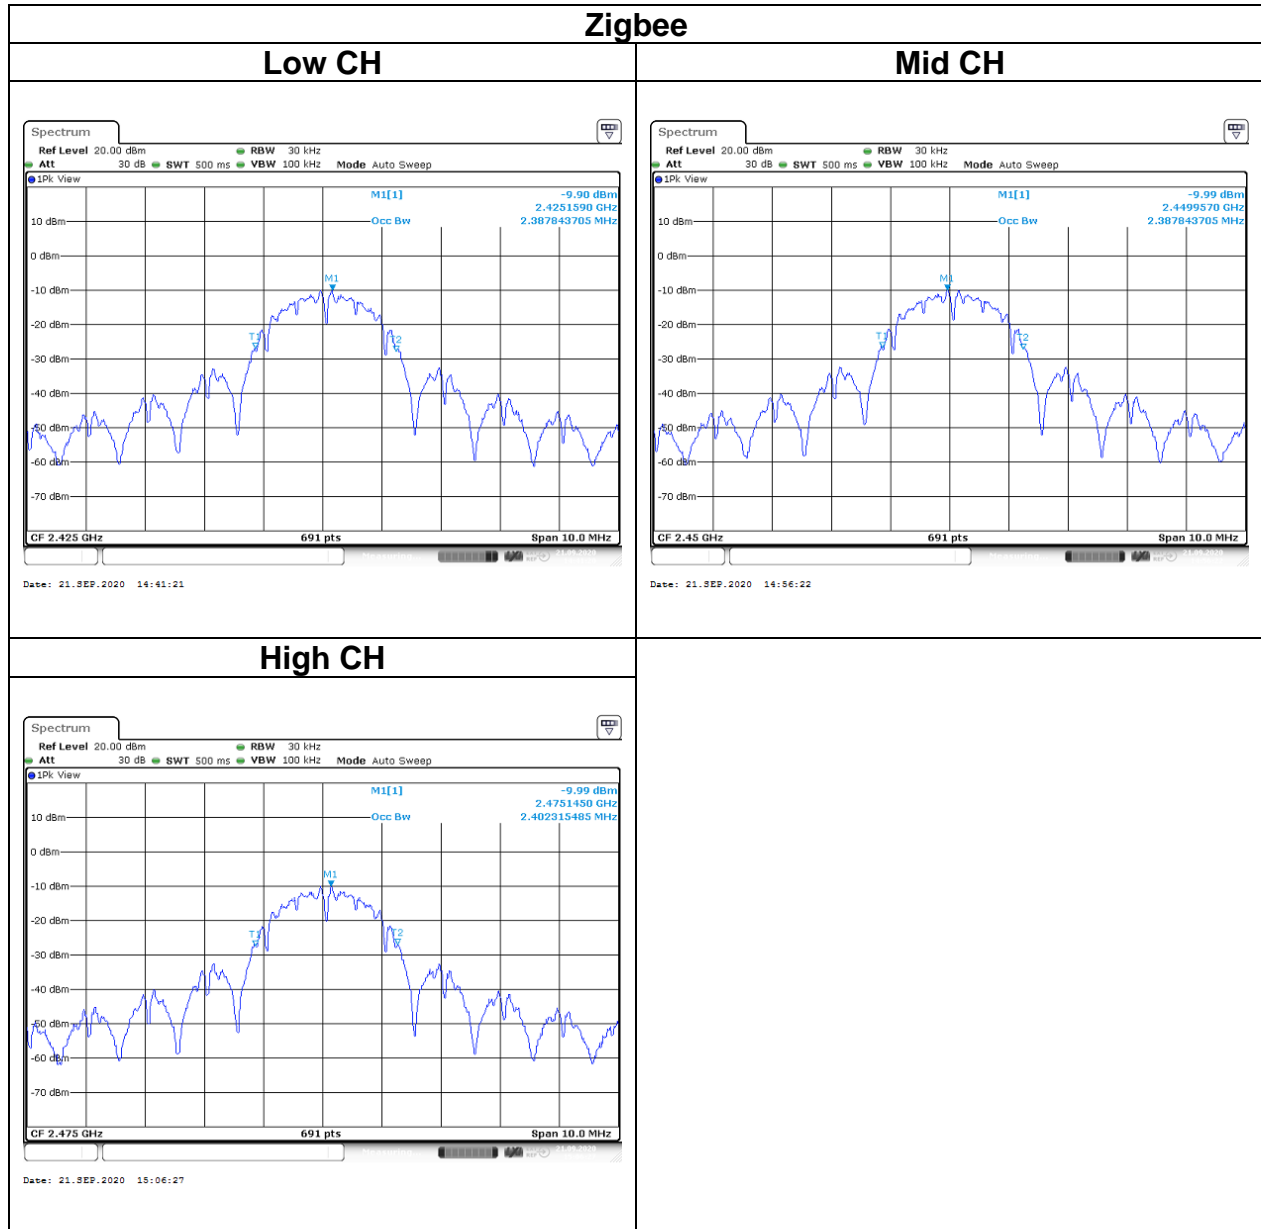 Zigbee
Low CH
Mid CH
Spectrum
Ref Level 20.00 dBm RBW 30 kHz
Att 30 dB SWT 500 ms VBW 100 kHz Mode Auto Sweep
1Pk View
M1[1] -9.90 dBm
2.4251590 GHz
Occ Bw 2.387843705 MHz
10 dBm
0 dBm
M1
-10 dBm
-20 dBm
T1 T2
-30 dBm
-40 dBm
-50 dBm
-60 dBm
-70 dBm
CF 2.425 GHz 691 pts Span 10.0 MHz
Date: 21.SEP.2020 14:41:21
Spectrum
Ref Level 20.00 dBm RBW 30 kHz
Att 30 dB SWT 500 ms VBW 100 kHz Mode Auto Sweep
1Pk View
M1[1] -9.99 dBm
2.4499570 GHz
Occ Bw 2.387843705 MHz
10 dBm
0 dBm
M1
-10 dBm
-20 dBm
T1 T2
-30 dBm
-40 dBm
-50 dBm
-60 dBm
-70 dBm
CF 2.45 GHz 691 pts Span 10.0 MHz
Date: 21.SEP.2020 14:56:22
High CH
Spectrum
Ref Level 20.00 dBm RBW 30 kHz
Att 30 dB SWT 500 ms VBW 100 kHz Mode Auto Sweep
1Pk View
M1[1] -9.99 dBm
2.4751450 GHz
Occ Bw 2.402315485 MHz
10 dBm
0 dBm
M1
-10 dBm
-20 dBm
T1 T2
-30 dBm
-40 dBm
-50 dBm
-60 dBm
-70 dBm
CF 2.475 GHz 691 pts Span 10.0 MHz
Date: 21.SEP.2020 15:06:27